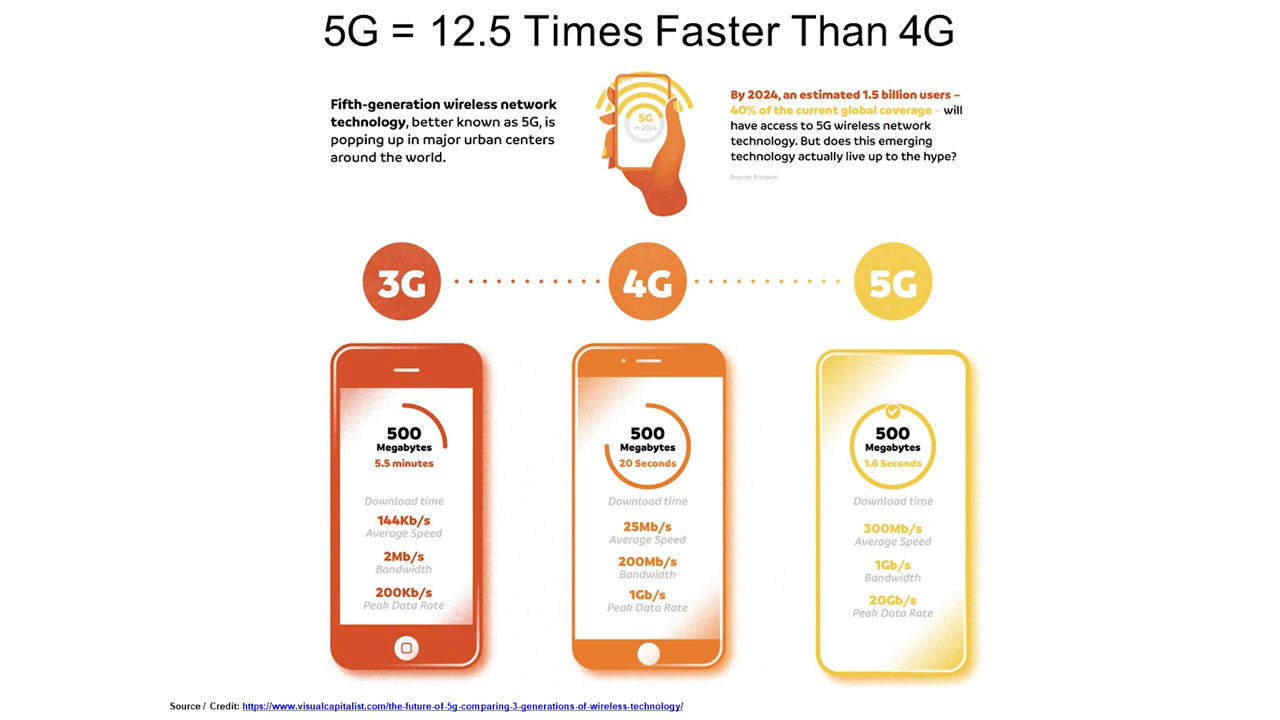 5G = 12.5 Times Faster Than 4G
Fifth-generation wireless network
technology, better known as 5G, is
popping up in major urban centers
around the world.
5G
in 2024
By 2024, an estimated 1.5 billion users –
40% of the current global coverage – will
have access to 5G wireless network
technology. But does this emerging
technology actually live up to the hype?
Source: Ericsson
3G
4G
5G
500
Megabytes
5.5 minutes
Download time
144Kb/s
Average Speed
2Mb/s
Bandwidth
200Kb/s
Peak Data Rate
500
Megabytes
20 Seconds
Download time
25Mb/s
Average Speed
200Mb/s
Bandwidth
1Gb/s
Peak Data Rate
500
Megabytes
1.6 Seconds
Download time
300Mb/s
Average Speed
1Gb/s
Bandwidth
20Gb/s
Peak Data Rate
Source / Credit: https://www.visualcapitalist.com/the-future-of-5g-comparing-3-generations-of-wireless-technology/